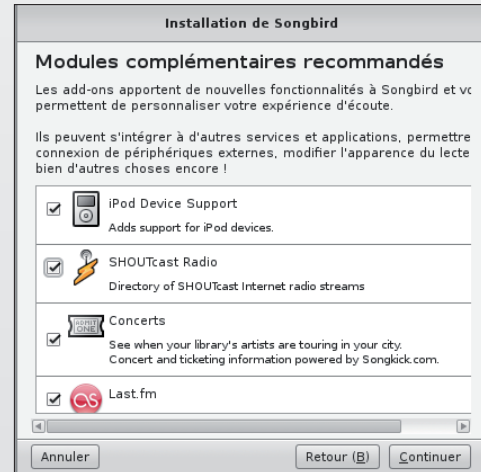 Installation de Songbird
Modules complémentaires recommandés
Les add-ons apportent de nouvelles fonctionnalités à Songbird et vo
permettent de personnaliser votre expérience d'écoute.
Ils peuvent s'intégrer à d'autres services et applications, permettre
connexion de périphériques externes, modifier l'apparence du lecte
bien d'autres choses encore !
iPod Device Support
Adds support for iPod devices.
SHOUTcast Radio
Directory of SHOUTcast Internet radio streams
ADMIT ONE
Concerts
See when your library's artists are touring in your city.
Concert and ticketing information powered by Songkick.com.
Last.fm
Annuler
Retour (B)
Continuer